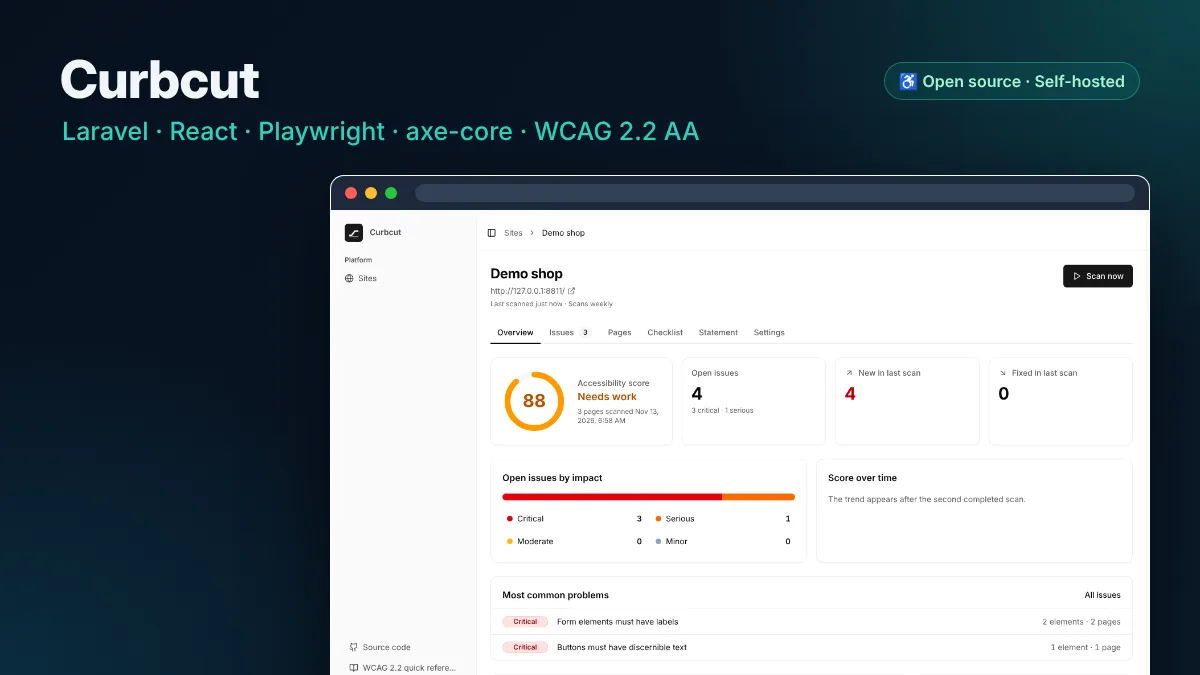 Curbcut
♿ Open source · Self-hosted
Laravel · React · Playwright · axe-core · WCAG 2.2 AA
Curbcut
Platform
Sites
Sites › Demo shop
Demo shop
http://127.0.0.1:8811/
Last scanned just now · Scans weekly
Scan now
Overview Issues 3 Pages Checklist Statement Settings
88
Accessibility score
Needs work
3 pages scanned Nov 13,
2026, 6:58 AM
Open issues
4
3 critical · 1 serious
New in last scan
4
Fixed in last scan
0
Open issues by impact
Critical 3 Serious 1
Moderate 0 Minor 0
Score over time
The trend appears after the second completed scan.
Most common problems All issues
Critical Form elements must have labels 2 elements · 2 pages
Critical Buttons must have discernible text 1 element · 1 page
Source code
WCAG 2.2 quick refere...